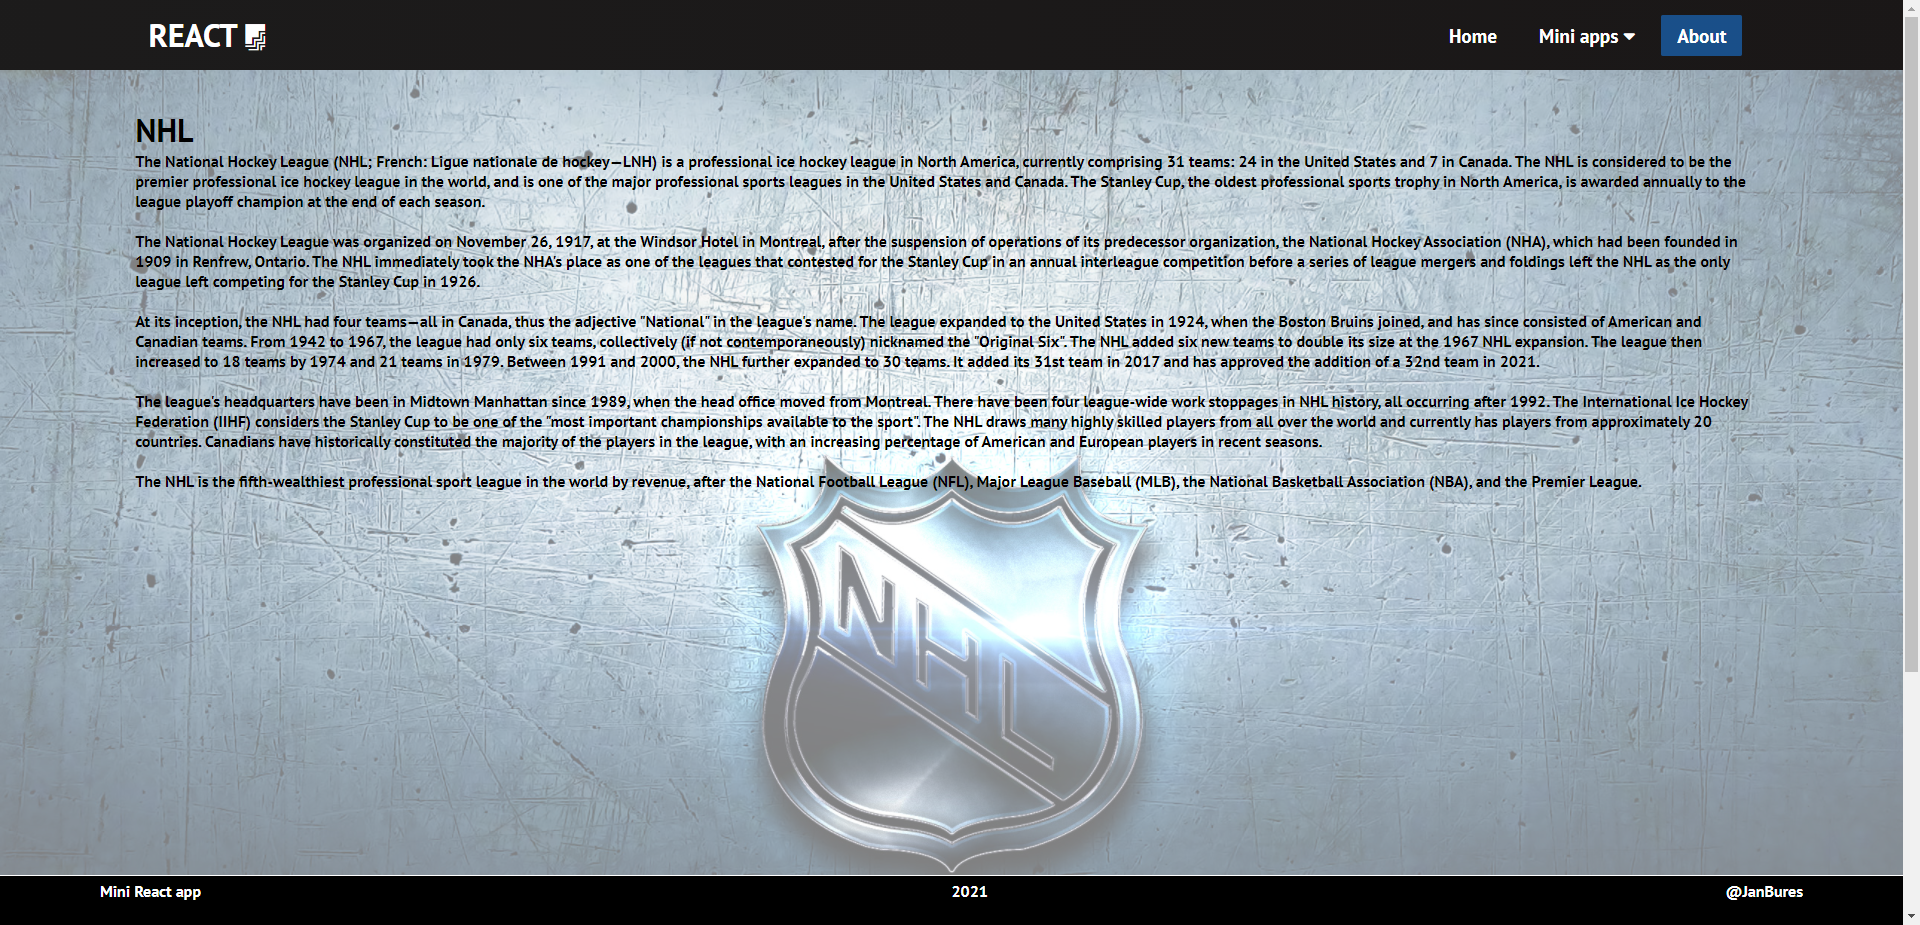 REACT
Home
Mini apps
About
NHL
The National Hockey League (NHL; French: Ligue nationale de hockey—LNH) is a professional ice hockey league in North America, currently comprising 31 teams: 24 in the United States and 7 in Canada. The NHL is considered to be the
premier professional ice hockey league in the world, and is one of the major professional sports leagues in the United States and Canada. The Stanley Cup, the oldest professional sports trophy in North America, is awarded annually to the
league playoff champion at the end of each season.
The National Hockey League was organized on November 26, 1917, at the Windsor Hotel in Montreal, after the suspension of operations of its predecessor organization, the National Hockey Association (NHA), which had been founded in
1909 in Renfrew, Ontario. The NHL immediately took the NHA's place as one of the leagues that contested for the Stanley Cup in an annual interleague competition before a series of league mergers and foldings left the NHL as the only
league left competing for the Stanley Cup in 1926.
At its inception, the NHL had four teams—all in Canada, thus the adjective "National" in the league's name. The league expanded to the United States in 1924, when the Boston Bruins joined, and has since consisted of American and
Canadian teams. From 1942 to 1967, the league had only six teams, collectively (if not contemporaneously) nicknamed the "Original Six". The NHL added six new teams to double its size at the 1967 NHL expansion. The league then
increased to 18 teams by 1974 and 21 teams in 1979. Between 1991 and 2000, the NHL further expanded to 30 teams. It added its 31st team in 2017 and has approved the addition of a 32nd team in 2021.
The league's headquarters have been in Midtown Manhattan since 1989, when the head office moved from Montreal. There have been four league-wide work stoppages in NHL history, all occurring after 1992. The International Ice Hockey
Federation (IIHF) considers the Stanley Cup to be one of the "most important championships available to the sport". The NHL draws many highly skilled players from all over the world and currently has players from approximately 20
countries. Canadians have historically constituted the majority of the players in the league, with an increasing percentage of American and European players in recent seasons.
The NHL is the fifth-wealthiest professional sport league in the world by revenue, after the National Football League (NFL), Major League Baseball (MLB), the National Basketball Association (NBA), and the Premier League.
NHL
Mini React app
2021
@JanBures